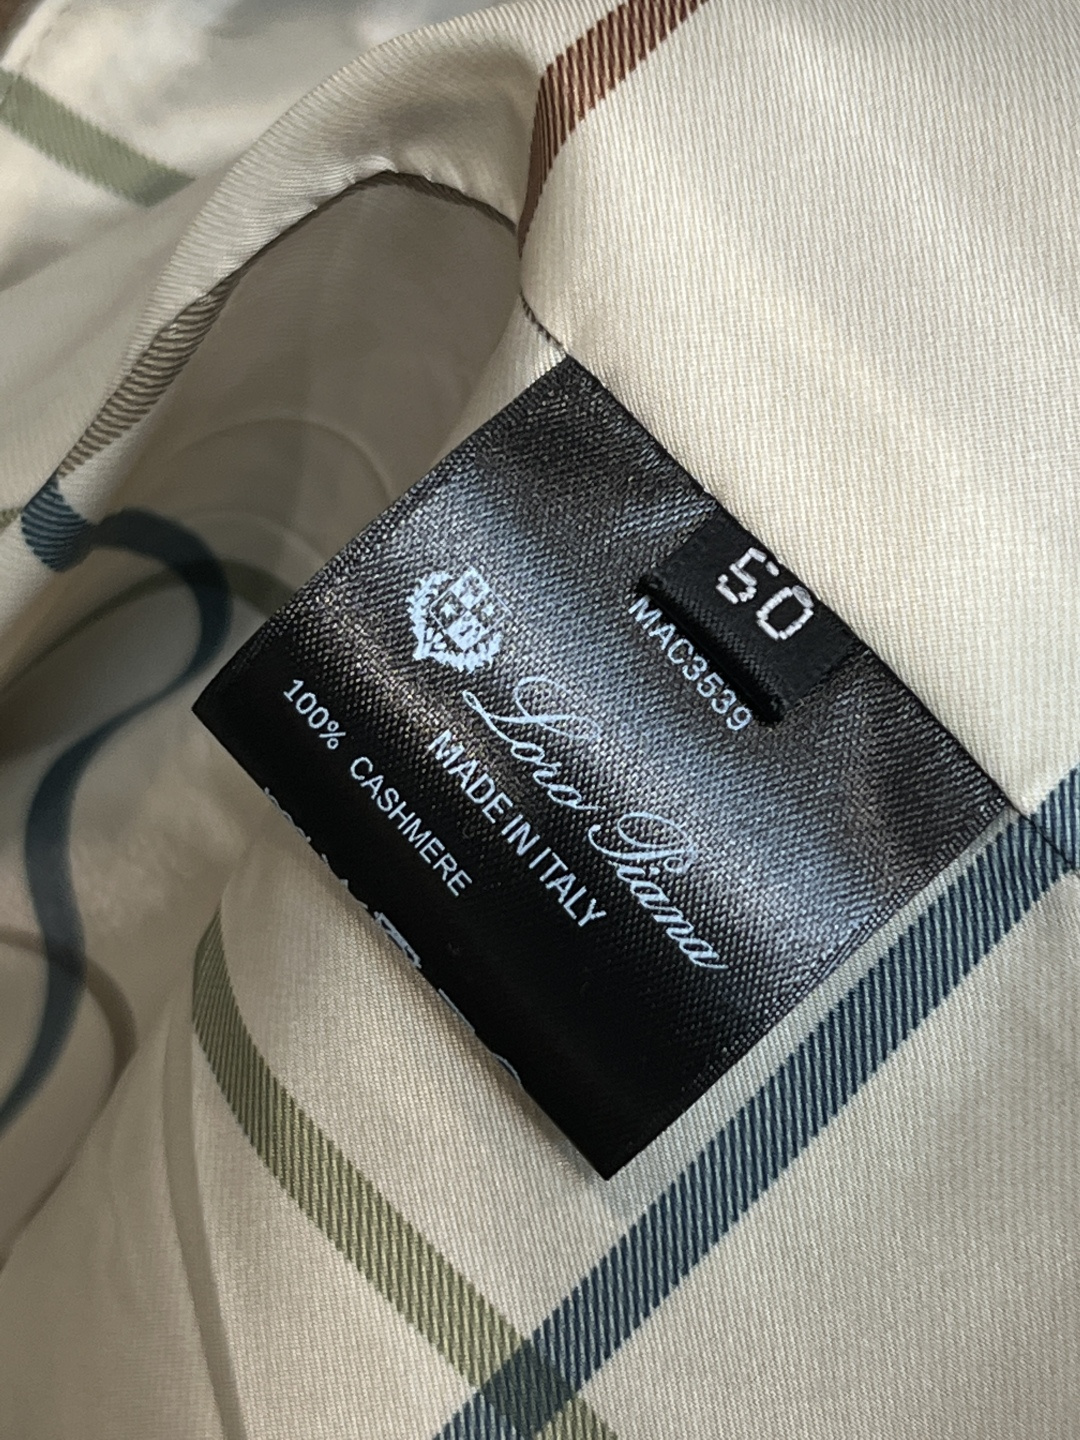 50
MAC3539
Loro Piana
MADE IN ITALY
100% CASHMERE